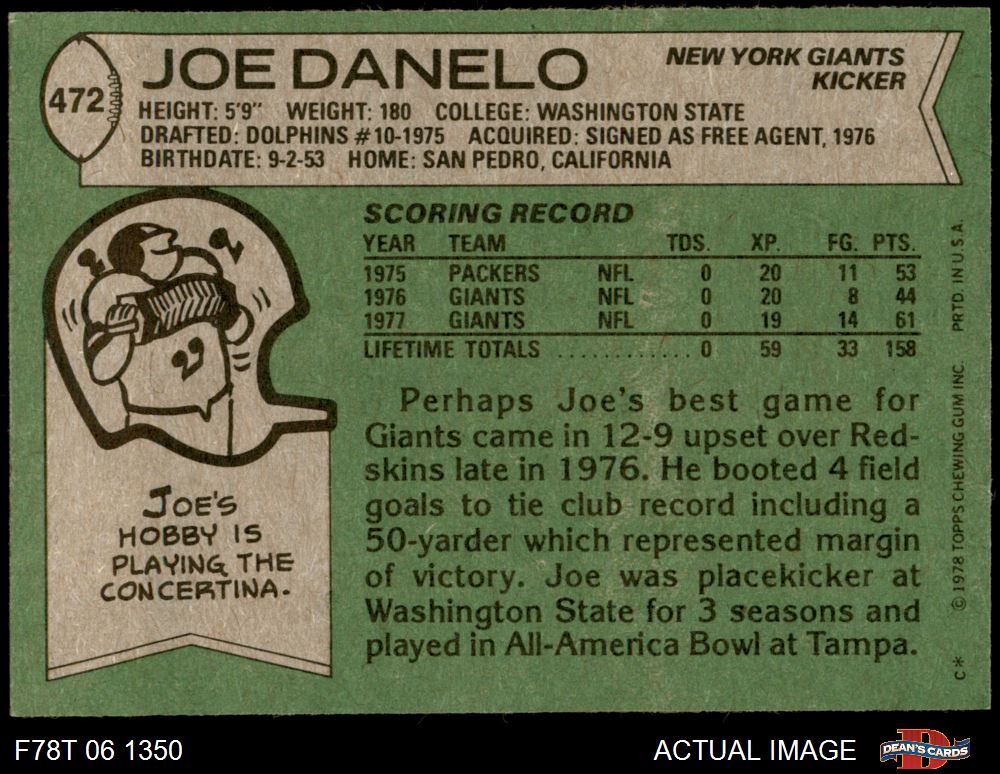 472
JOE DANELO
NEW YORK GIANTS
KICKER
HEIGHT: 5'9" WEIGHT: 180 COLLEGE: WASHINGTON STATE
DRAFTED: DOLPHINS #10-1975 ACQUIRED: SIGNED AS FREE AGENT, 1976
BIRTHDATE: 9-2-53 HOME: SAN PEDRO, CALIFORNIA
JOE'S
HOBBY IS
PLAYING THE
CONCERTINA.
SCORING RECORD
YEAR TEAM TDS. XP. FG. PTS.
1975 PACKERS NFL 0 20 11 53
1976 GIANTS NFL 0 20 8 44
1977 GIANTS NFL 0 19 14 61
LIFETIME TOTALS ............ 0 59 33 158
Perhaps Joe's best game for
Giants came in 12-9 upset over Red-
skins late in 1976. He booted 4 field
goals to tie club record including a
50-yarder which represented margin
of victory. Joe was placekicker at
Washington State for 3 seasons and
played in All-America Bowl at Tampa.
C* © 1978 TOPPS CHEWING GUM INC. PRTD. IN U.S.A.
F78T 06 1350
ACTUAL IMAGE
DEAN'S CARDS